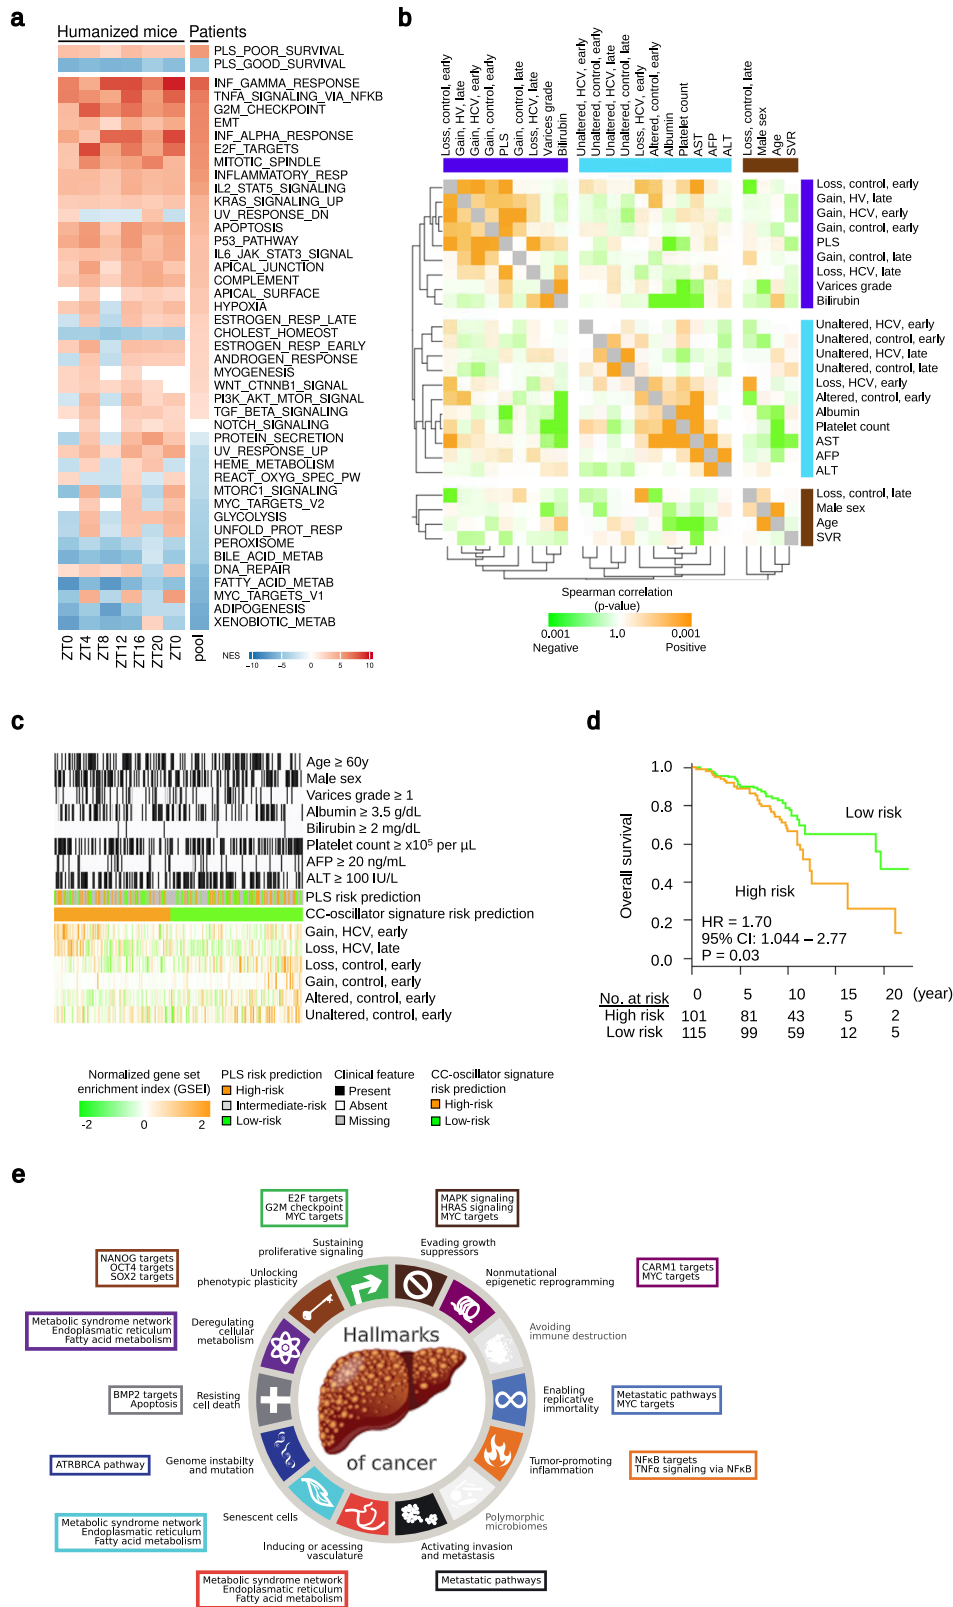 a
Humanized mice
Patients
PLS_POOR_SURVIVAL
PLS_GOOD_SURVIVAL
INF_GAMMA_RESPONSE
TNFA_SIGNALING_VIA_NFKB
G2M_CHECKPOINT
EMT
INF_ALPHA_RESPONSE
E2F_TARGETS
MITOTIC_SPINDLE
INFLAMMATORY_RESP
IL2_STAT5_SIGNALING
KRAS_SIGNALING_UP
UV_RESPONSE_DN
APOPTOSIS
P53_PATHWAY
IL6_JAK_STAT3_SIGNAL
APICAL_JUNCTION
COMPLEMENT
APICAL_SURFACE
HYPOXIA
ESTROGEN_RESP_LATE
CHOLEST_HOMEOST
ESTROGEN_RESP_EARLY
ANDROGEN_RESPONSE
MYOGENESIS
WNT_CTNNB1_SIGNAL
PI3K_AKT_MTOR_SIGNAL
TGF_BETA_SIGNALING
NOTCH_SIGNALING
PROTEIN_SECRETION
UV_RESPONSE_UP
HEME_METABOLISM
REACT_OXYG_SPEC_PW
MTORC1_SIGNALING
MYC_TARGETS_V2
GLYCOLYSIS
UNFOLD_PROT_RESP
PEROXISOME
BILE_ACID_METAB
DNA_REPAIR
FATTY_ACID_METAB
MYC_TARGETS_V1
ADIPOGENESIS
XENOBIOTIC_METAB
ZT0
ZT4
ZT8
ZT12
ZT16
ZT20
ZT0
pool
NES
−10
−5
0
5
10
b
Loss, control, early
Gain, HV, late
Gain, HCV, early
Gain, control, early
PLS
Gain, control, late
Loss, HCV, late
Varices grade
Bilirubin
Unaltered, HCV, early
Unaltered, control, early
Unaltered, HCV, late
Unaltered, control, late
Loss, HCV, early
Altered, control, early
Albumin
Platelet count
AST
AFP
ALT
Loss, control, late
Male sex
Age
SVR
Loss, control, early
Gain, HV, late
Gain, HCV, early
Gain, control, early
PLS
Gain, control, late
Loss, HCV, late
Varices grade
Bilirubin
Unaltered, HCV, early
Unaltered, control, early
Unaltered, HCV, late
Unaltered, control, late
Loss, HCV, early
Altered, control, early
Albumin
Platelet count
AST
AFP
ALT
Loss, control, late
Male sex
Age
SVR
Spearman correlation
(p-value)
0.001
1.0
0.001
Negative
Positive
c
Age ≥ 60y
Male sex
Varices grade ≥ 1
Albumin ≥ 3.5 g/dL
Bilirubin ≥ 2 mg/dL
Platelet count ≥ x10⁵ per µL
AFP ≥ 20 ng/mL
ALT ≥ 100 IU/L
PLS risk prediction
CC-oscillator signature risk prediction
Gain, HCV, early
Loss, HCV, late
Loss, control, early
Gain, control, early
Altered, control, early
Unaltered, control, early
Normalized gene set
enrichment index (GSEI)
-2
0
2
PLS risk prediction
High-risk
Intermediate-risk
Low-risk
Clinical feature
Present
Absent
Missing
CC-oscillator signature
risk prediction
High-risk
Low-risk
d
Overall survival
1.0
0.8
0.6
0.4
0.2
0.0
Low risk
High risk
HR = 1.70
95% CI: 1.044 – 2.77
P = 0.03
0 5 10 15 20 (year)
No. at risk
High risk 101 81 43 5 2
Low risk 115 99 59 12 5
e
E2F targets
G2M checkpoint
MYC targets
MAPK signaling
HRAS signaling
MYC targets
Sustaining
proliferative signaling
Evading growth
suppressors
NANOG targets
OCT4 targets
SOX2 targets
Unlocking
phenotypic plasticity
Nonmutational
epigenetic reprogramming
CARM1 targets
MYC targets
Metabolic syndrome network
Endoplasmatic reticulum
Fatty acid metabolism
Deregulating
cellular
metabolism
Avoiding
immune destruction
Hallmarks
of cancer
BMP2 targets
Apoptosis
Resisting
cell death
Enabling
replicative
immortality
Metastatic pathways
MYC targets
ATRBRCA pathway
Genome instabilty
and mutation
Tumor-promoting
inflammation
NFκB targets
TNFα signaling via NFκB
Metabolic syndrome network
Endoplasmatic reticulum
Fatty acid metabolism
Senescent cells
Polymorphic
microbiomes
Inducing or acessing
vasculature
Activating invasion
and metastasis
Metabolic syndrome network
Endoplasmatic reticulum
Fatty acid metabolism
Metastatic pathways